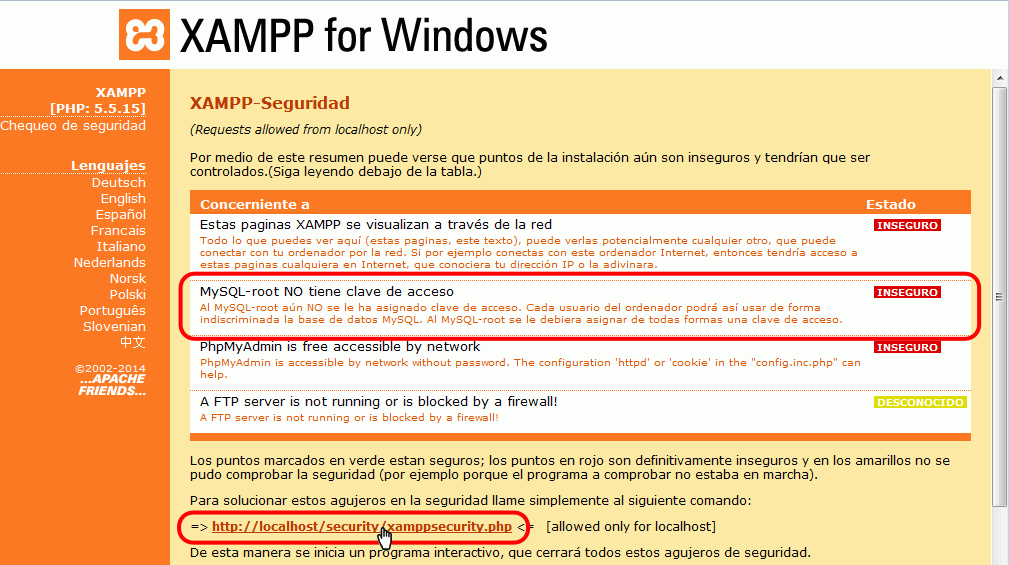 XAMPP for Windows
XAMPP
[PHP: 5.5.15]
Chequeo de seguridad
Lenguajes
Deutsch
English
Español
Francais
Italiano
Nederlands
Norsk
Polski
Português
Slovenian
中文
©2002-2014
...APACHE
FRIENDS...
XAMPP-Seguridad
(Requests allowed from localhost only)
Por medio de este resumen puede verse que puntos de la instalación aún son inseguros y tendrían que ser
controlados.(Siga leyendo debajo de la tabla.)
Concerniente a Estado
Estas paginas XAMPP se visualizan a través de la red INSEGURO
Todo lo que puedes ver aquí (estas paginas, este texto), puede verlas potencialmente cualquier otro, que puede
conectar con tu ordenador por la red. Si por ejemplo conectas con este ordenador Internet, entonces tendría acceso a
estas paginas cualquiera en Internet, que conociera tu dirección IP o la adivinara.
MySQL-root NO tiene clave de acceso INSEGURO
Al MySQL-root aún NO se le ha asignado clave de acceso. Cada usuario del ordenador podrá así usar de forma
indiscriminada la base de datos MySQL. Al MySQL-root se le debiera asignar de todas formas una clave de acceso.
PhpMyAdmin is free accessible by network INSEGURO
PhpMyAdmin is accessible by network without password. The configuration 'httpd' or 'cookie' in the "config.inc.php" can
help.
A FTP server is not running or is blocked by a firewall! DESCONOCIDO
A FTP server is not running or is blocked by a firewall!
Los puntos marcados en verde estan seguros; los puntos en rojo son definitivamente inseguros y en los amarillos no se
pudo comprobar la seguridad (por ejemplo porque el programa a comprobar no estaba en marcha).
Para solucionar estos agujeros en la seguridad llame simplemente al siguiente comando:
=> http://localhost/security/xamppsecurity.php <= [allowed only for localhost]
De esta manera se inicia un programa interactivo, que cerrará todos estos agujeros de seguridad.